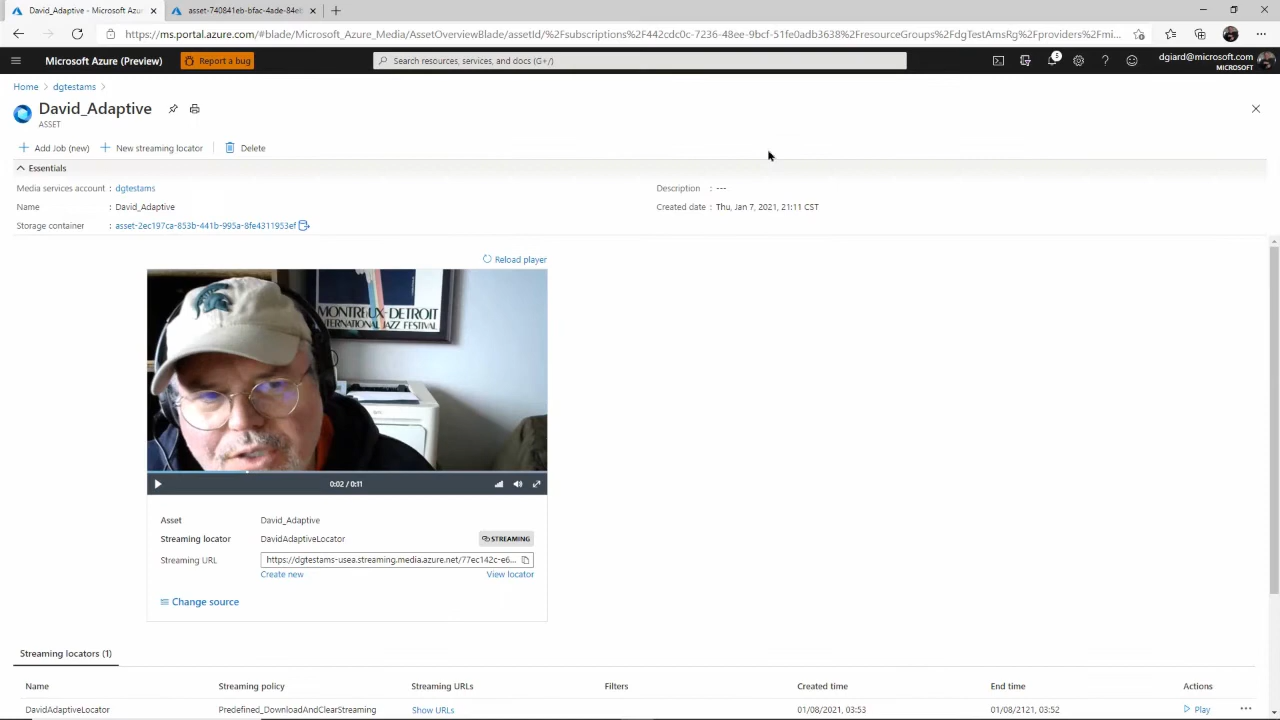 David_Adaptive - Microsoft Az
asset-740841eb-bfac-4ade-84eb
https://ms.portal.azure.com/#blade/Microsoft_Azure_Media/AssetOverviewBlade/assetId/%2Fsubscriptions%2F442cdc0c-7236-48ee-9bcf-51fe0adb3638%2FresourceGroups%2FdgTestAmsRg%2Fproviders%2Fmi...
Microsoft Azure (Preview)
Report a bug
Search resources, services, and docs (G+/)
3
dgiard@microsoft.com
MICROSOFT
Home > dgtestams >
David_Adaptive
ASSET
Add Job (new)
New streaming locator
Delete
Essentials
Media services account : dgtestams
Description : ---
Name : David_Adaptive
Created date : Thu, Jan 7, 2021, 21:11 CST
Storage container : asset-2ec197ca-853b-441b-995a-8fe4311953ef
Reload player
MONTREUX-DETROIT
INTERNATIONAL JAZZ FESTIVAL
0:02 / 0:11
Asset David_Adaptive
Streaming locator DavidAdaptiveLocator
STREAMING
Streaming URL https://dgtestams-usea.streaming.media.azure.net/77ec142c-e6...
Create new
View locator
Change source
Streaming locators (1)
Name Streaming policy Streaming URLs Filters Created time End time Actions
DavidAdaptiveLocator Predefined_DownloadAndClearStreaming Show URLs 01/08/2021, 03:53 01/08/2121, 03:52 Play ...